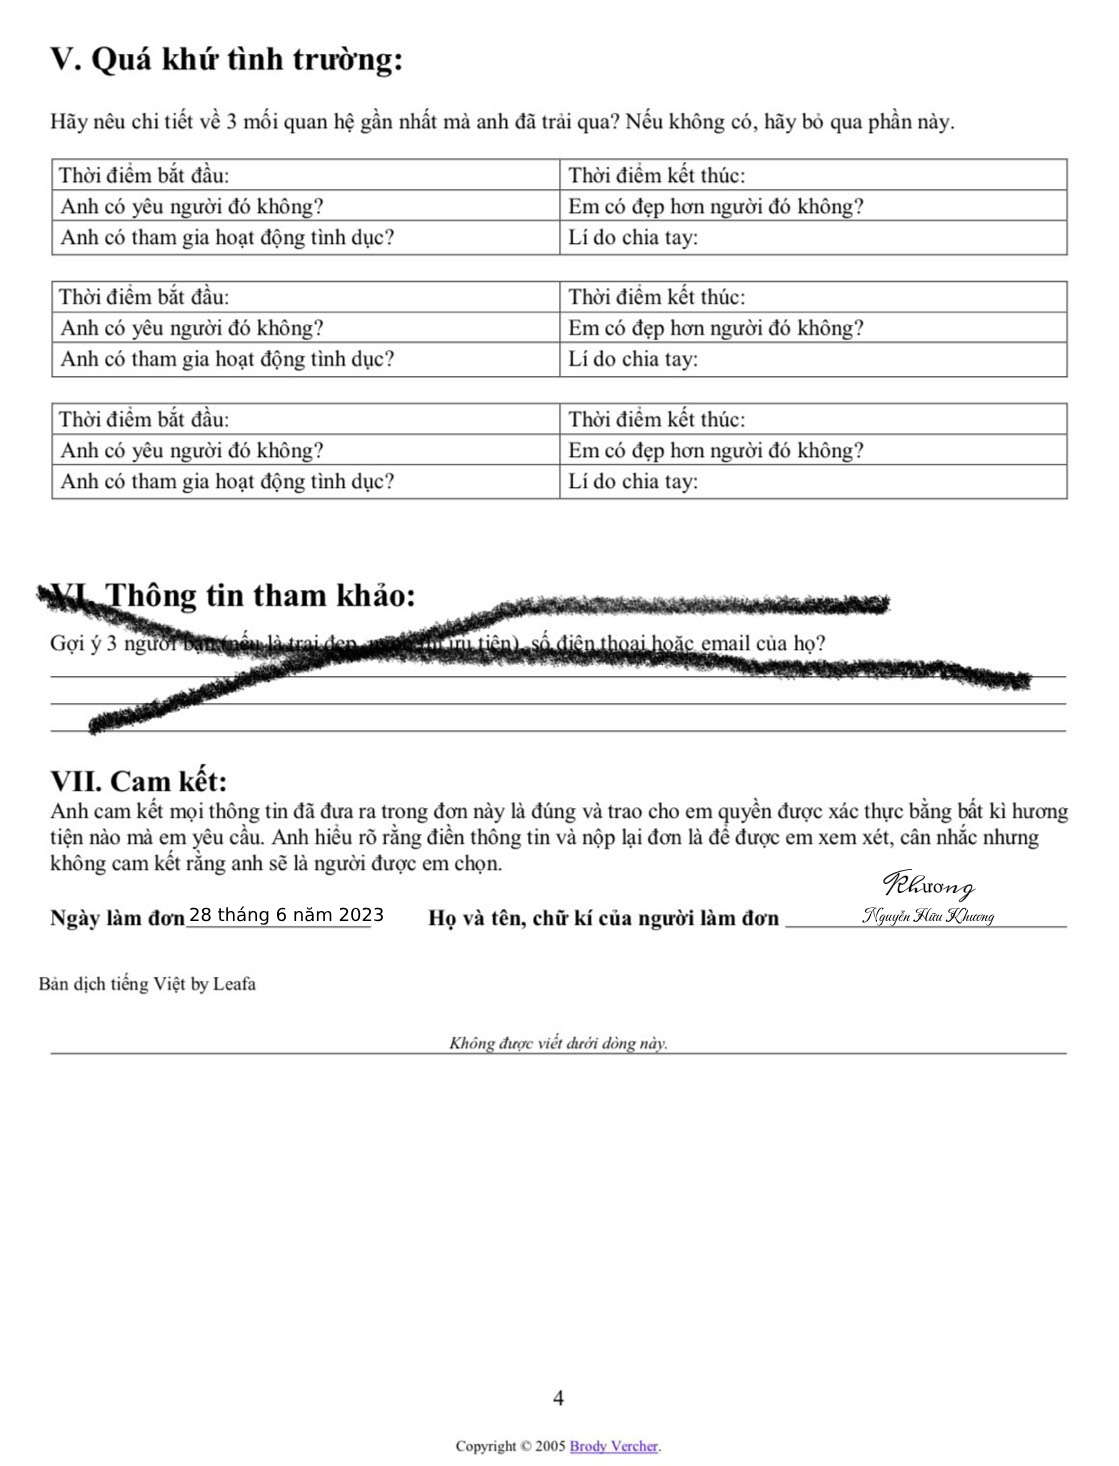 V. Quá khứ tình trường:
Hãy nêu chi tiết về 3 mối quan hệ gần nhất mà anh đã trải qua? Nếu không có, hãy bỏ qua phần này.
Thời điểm bắt đầu: Thời điểm kết thúc:
Anh có yêu người đó không? Em có đẹp hơn người đó không?
Anh có tham gia hoạt động tình dục? Lí do chia tay:
Thời điểm bắt đầu: Thời điểm kết thúc:
Anh có yêu người đó không? Em có đẹp hơn người đó không?
Anh có tham gia hoạt động tình dục? Lí do chia tay:
Thời điểm bắt đầu: Thời điểm kết thúc:
Anh có yêu người đó không? Em có đẹp hơn người đó không?
Anh có tham gia hoạt động tình dục? Lí do chia tay:
VI. Thông tin tham khảo:
Gợi ý 3 người bạn (nếu là trai đẹp, ưu tiên), số điện thoại hoặc email của họ?
VII. Cam kết:
Anh cam kết mọi thông tin đã đưa ra trong đơn này là đúng và trao cho em quyền được xác thực bằng bất kì hương
tiện nào mà em yêu cầu. Anh hiểu rõ rằng điền thông tin và nộp lại đơn là để được em xem xét, cân nhắc nhưng
không cam kết rằng anh sẽ là người được em chọn.
Khương
Ngày làm đơn 28 tháng 6 năm 2023 Họ và tên, chữ kí của người làm đơn Nguyễn Hữu Khương
Bản dịch tiếng Việt by Leafa
Không được viết dưới dòng này.
4
Copyright © 2005 Brody Vercher.